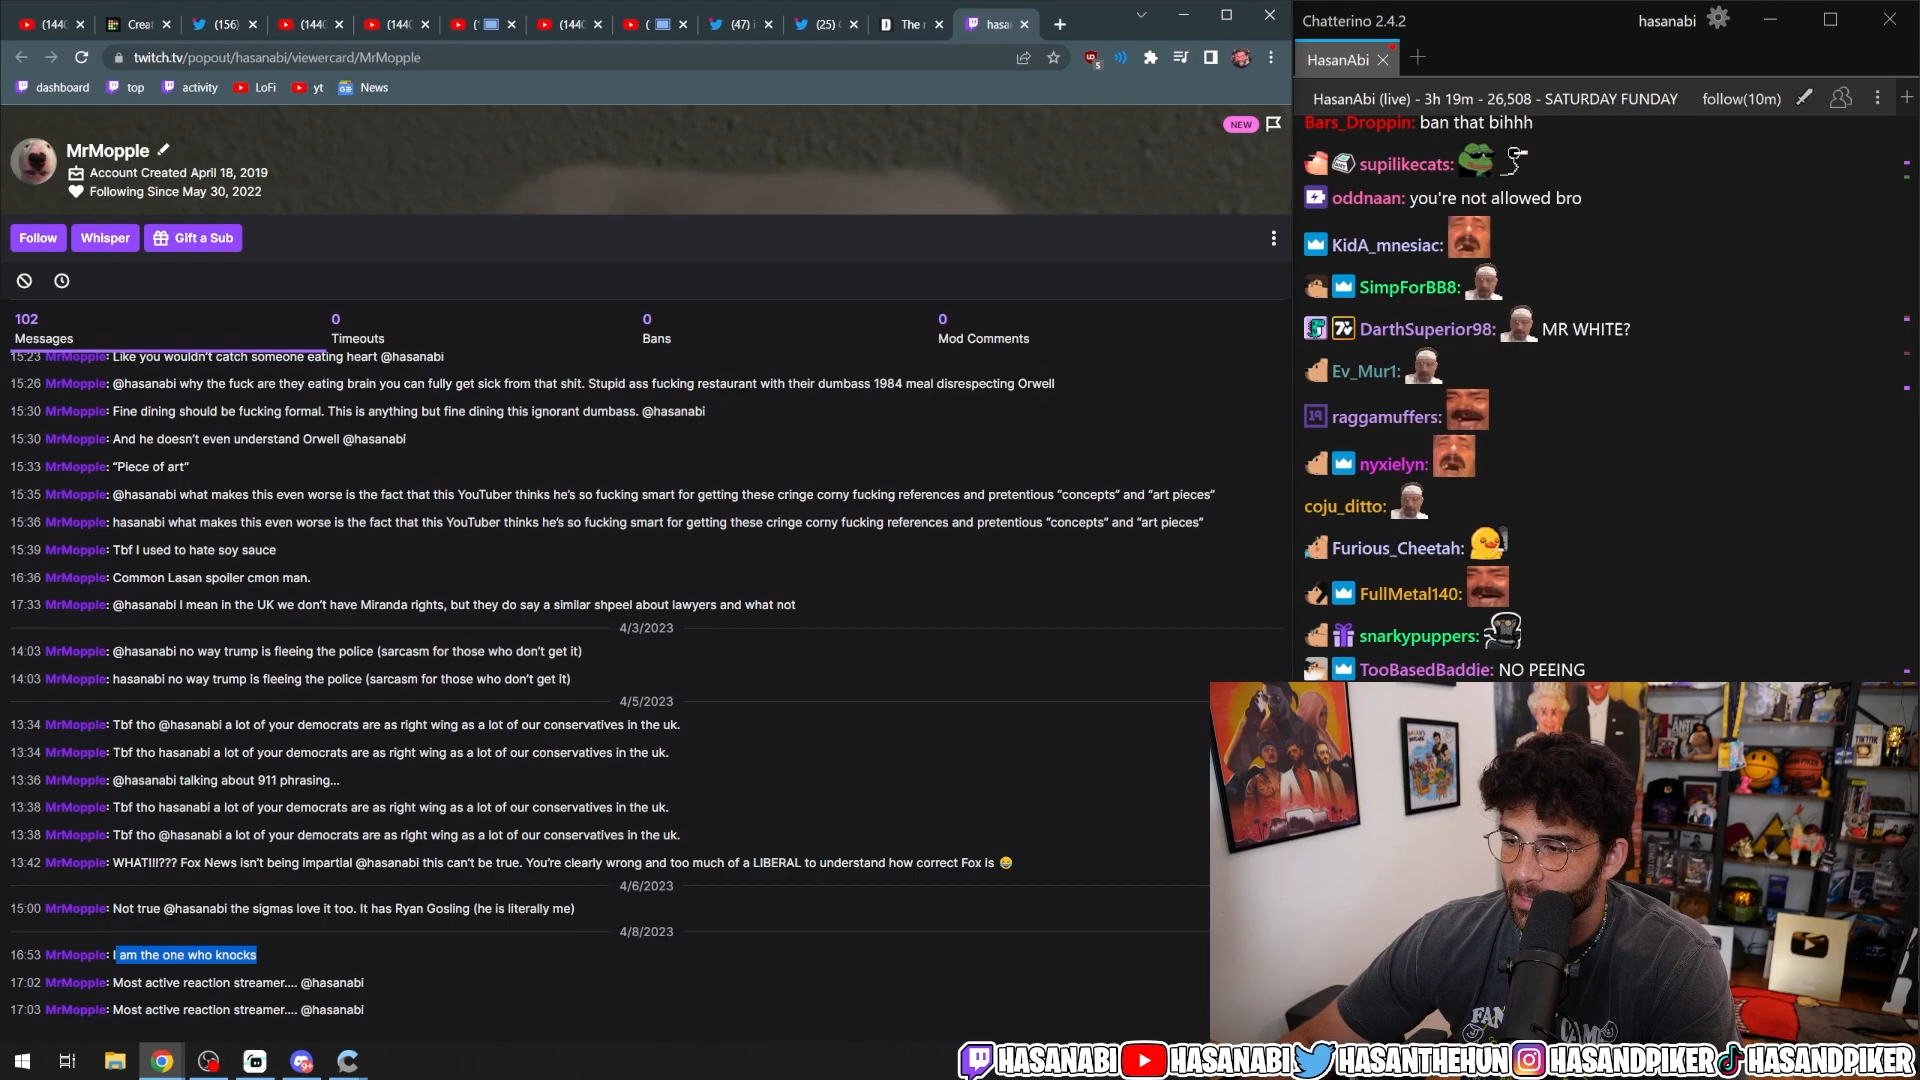 (144(
Creat
(156)
(144(
(144(
(
(144(
(
(47) i
(25) (
The r
hasa
twitch.tv/popout/hasanabi/viewercard/MrMopple
5
dashboard
top
activity
LoFi
yt
News
MrMopple
Account Created April 18, 2019
Following Since May 30, 2022
NEW
Follow
Whisper
Gift a Sub
102
Messages
0
Timeouts
0
Bans
0
Mod Comments
15:23 MrMopple: Like you wouldn't catch someone eating heart @hasanabi
15:26 MrMopple: @hasanabi why the fuck are they eating brain you can fully get sick from that shit. Stupid ass fucking restaurant with their dumbass 1984 meal disrespecting Orwell
15:30 MrMopple: Fine dining should be fucking formal. This is anything but fine dining this ignorant dumbass. @hasanabi
15:30 MrMopple: And he doesn't even understand Orwell @hasanabi
15:33 MrMopple: “Piece of art”
15:35 MrMopple: @hasanabi what makes this even worse is the fact that this YouTuber thinks he's so fucking smart for getting these cringe corny fucking references and pretentious “concepts” and “art pieces”
15:36 MrMopple: hasanabi what makes this even worse is the fact that this YouTuber thinks he's so fucking smart for getting these cringe corny fucking references and pretentious “concepts” and “art pieces”
15:39 MrMopple: Tbf I used to hate soy sauce
16:36 MrMopple: Common Lasan spoiler cmon man.
17:33 MrMopple: @hasanabi I mean in the UK we don't have Miranda rights, but they do say a similar shpeel about lawyers and what not
4/3/2023
14:03 MrMopple: @hasanabi no way trump is fleeing the police (sarcasm for those who don't get it)
14:03 MrMopple: hasanabi no way trump is fleeing the police (sarcasm for those who don't get it)
4/5/2023
13:34 MrMopple: Tbf tho @hasanabi a lot of your democrats are as right wing as a lot of our conservatives in the uk.
13:34 MrMopple: Tbf tho hasanabi a lot of your democrats are as right wing as a lot of our conservatives in the uk.
13:36 MrMopple: @hasanabi talking about 911 phrasing...
13:38 MrMopple: Tbf tho hasanabi a lot of your democrats are as right wing as a lot of our conservatives in the uk.
13:38 MrMopple: Tbf tho @hasanabi a lot of your democrats are as right wing as a lot of our conservatives in the uk.
13:42 MrMopple: WHAT!!!??? Fox News isn't being impartial @hasanabi this can't be true. You're clearly wrong and too much of a LIBERAL to understand how correct Fox is 😂
4/6/2023
15:00 MrMopple: Not true @hasanabi the sigmas love it too. It has Ryan Gosling (he is literally me)
4/8/2023
16:53 MrMopple: I am the one who knocks
17:02 MrMopple: Most active reaction streamer.... @hasanabi
17:03 MrMopple: Most active reaction streamer.... @hasanabi
Chatterino 2.4.2
hasanabi
HasanAbi
HasanAbi (live) - 3h 19m - 26,508 - SATURDAY FUNDAY
follow(10m)
Bars_Droppin: ban that bihhh
supilikecats:
oddnaan: you're not allowed bro
KidA_mnesiac:
SimpForBB8:
DarthSuperior98: MR WHITE?
Ev_Mur1:
19 raggamuffers:
nyxielyn:
coju_ditto:
Furious_Cheetah:
FullMetal140:
snarkypuppers:
TooBasedBaddie: NO PEEING
HASANABI
HASANABI
HASANTHEHUN
HASANDPIKER
HASANDPIKER